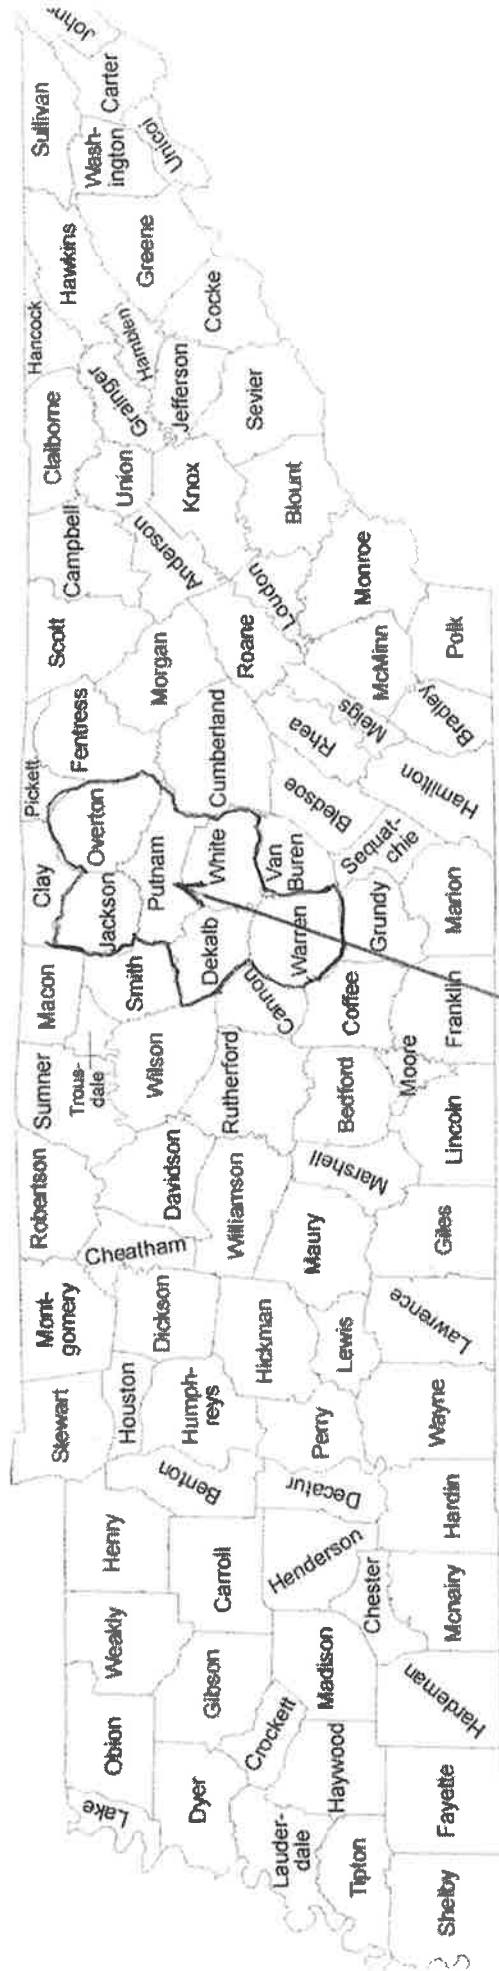 Lake
Obion
Weakly
Henry
Stewart
Mont-
gomery
Robertson
Sumner
Macon
Clay
Pickett
Scott
Campbell
Claiborne
Hancock
Hawkins
Sullivan
Johns
Carter
Wash-
ington
Unicoi
Greene
Hamblen
Grainger
Union
Anderson
Morgan
Fentress
Overton
Jackson
Smith
Trous-
dale
Wilson
Davidson
Cheatham
Dickson
Houston
Humph-
reys
Benton
Carroll
Gibson
Dyer
Crockett
Lauder-
dale
Haywood
Madison
Henderson
Decatur
Perry
Hickman
Williamson
Rutherford
Cannon
Dekalb
Putnam
White
Cumberland
Roane
Loudon
Knox
Jefferson
Cocke
Sevier
Blount
Monroe
McMinn
Meigs
Rhea
Bledsoe
Van
Buren
Warren
Coffee
Bedford
Marshell
Maury
Lewis
Chester
Tipton
Shelby
Fayette
Hardeman
Mcnairy
Hardin
Wayne
Lawrence
Giles
Lincoln
Moore
Franklin
Grundy
Sequat-
chie
Marion
Hamilton
Bradley
Polk